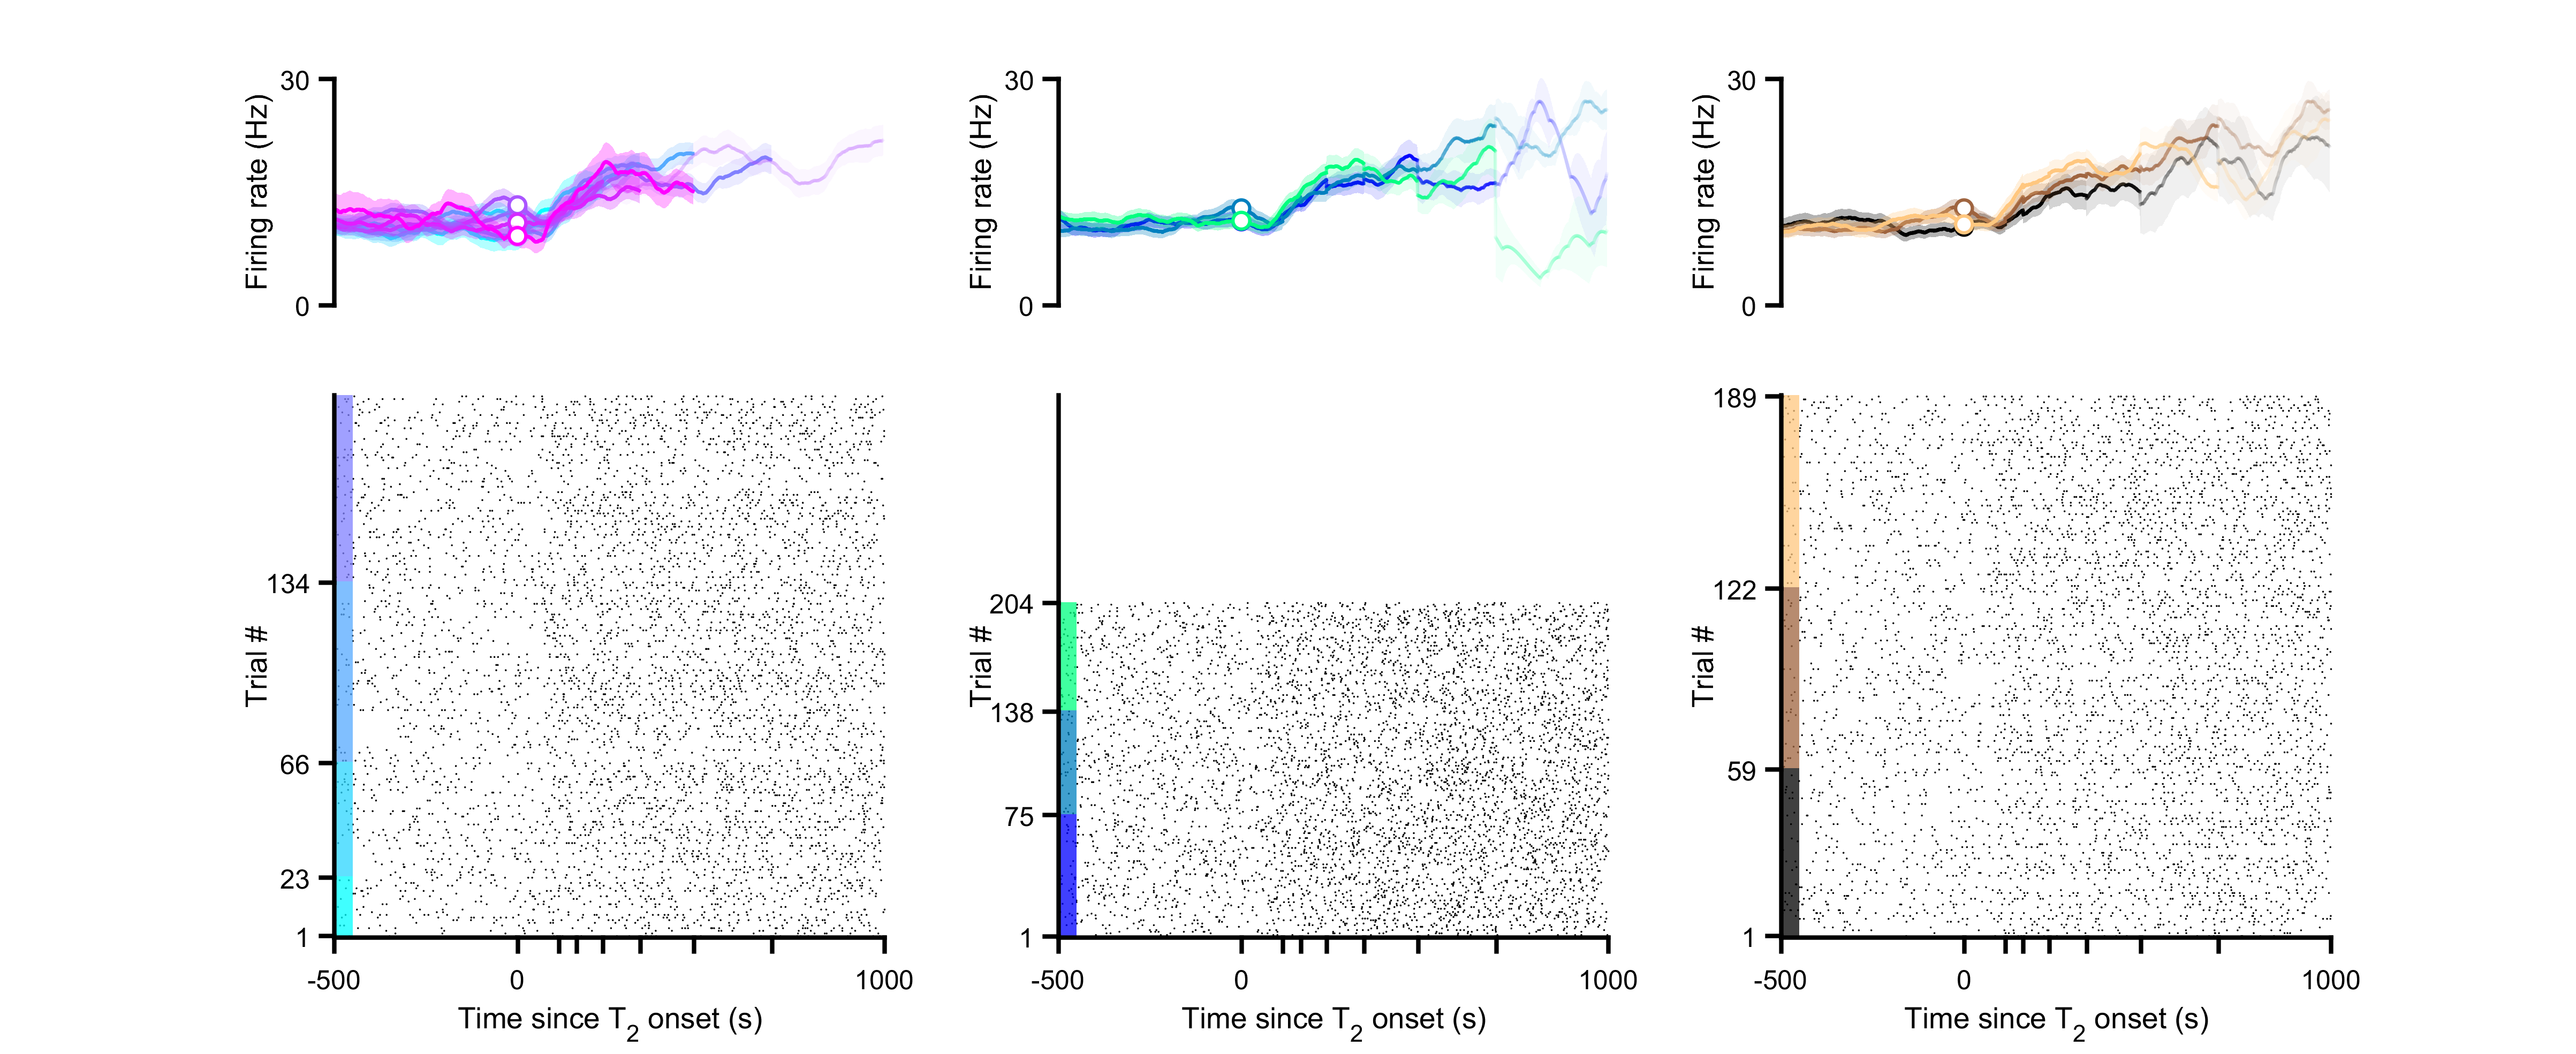 30
Firing rate (Hz)
0
30
Firing rate (Hz)
0
30
Firing rate (Hz)
0
134
66
23
1
Trial #
-500 0 1000
Time since T2 onset (s)
204
138
75
1
Trial #
-500 0 1000
Time since T2 onset (s)
189
122
59
1
Trial #
-500 0 1000
Time since T2 onset (s)